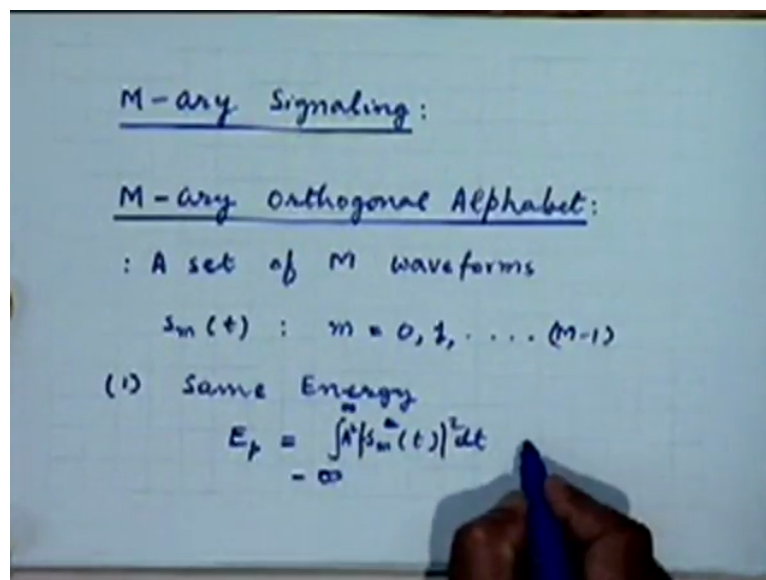 M-ary Signaling:
M-ary Orthogonal Alphabet:
: A set of M waveforms
sm(t) : m = 0, 1, .... (M-1)
(1) Same Energy
Ep = ∫_{-∞}^{∞} A²|sm(t)|² dt